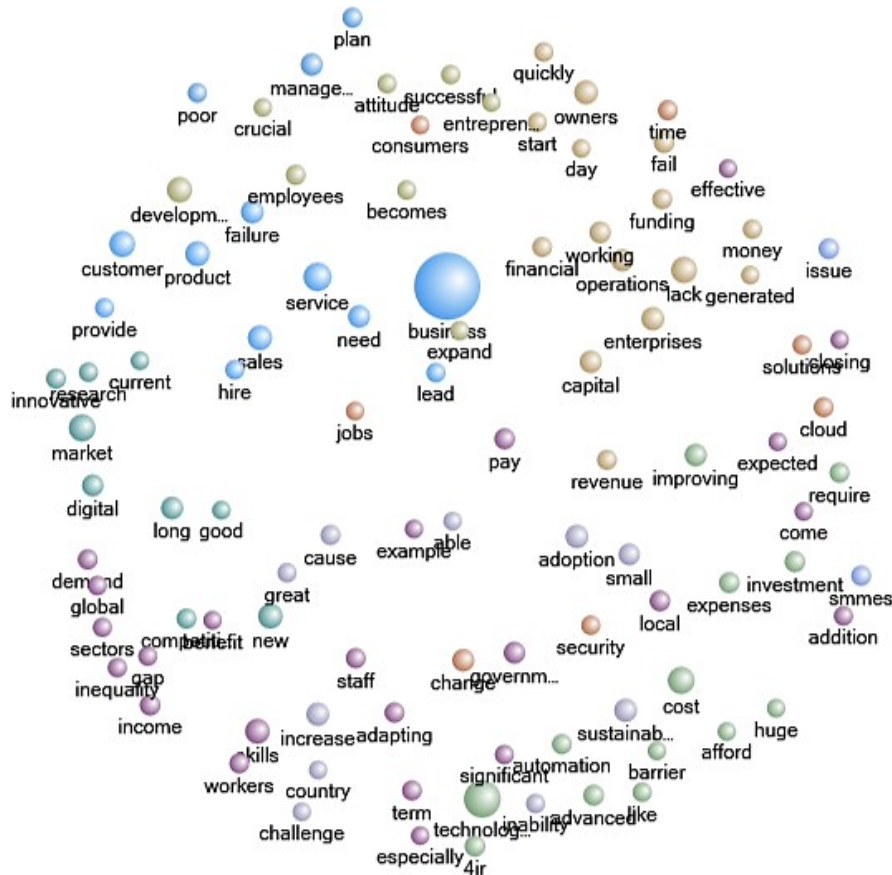 plan
quickly
manage...
successful
attitude
owners
poor
crucial
entrepren...
start
time
consumers
day
fail
effective
employees
becomes
developm...
failure
funding
customer
product
financial
working
money
issue
service
operations
lack
generated
provide
need
business
expand
enterprises
sales
closing
solutions
current
research
innovative
hire
lead
capital
jobs
cloud
market
pay
revenue
improving
expected
require
digital
long
good
come
cause
example
able
adoption
small
demand
great
investment
smmes
global
expenses
sectors
competiti...
benefit
new
local
addition
security
gap
inequality
staff
change
governm...
cost
income
skills
increase
adapting
sustainab...
afford
huge
workers
country
significant
automation
barrier
term
technolog...
inability
advanced
like
challenge
especially
4ir